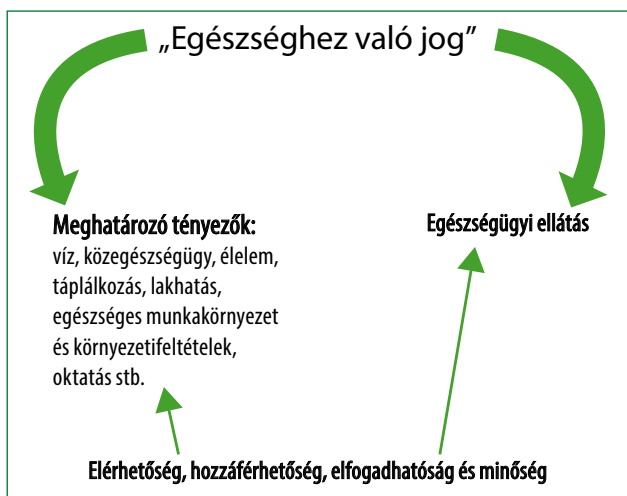 „Egészséghez való jog”
Meghatározó tényezők:
víz, közegészségügy, élelem,
táplálkozás, lakhatás,
egészséges munkakörnyezet
és környezetifeltételek,
oktatás stb.
Egészségügyi ellátás
Elérhetőség, hozzáférhetőség, elfogadhatóság és minőség